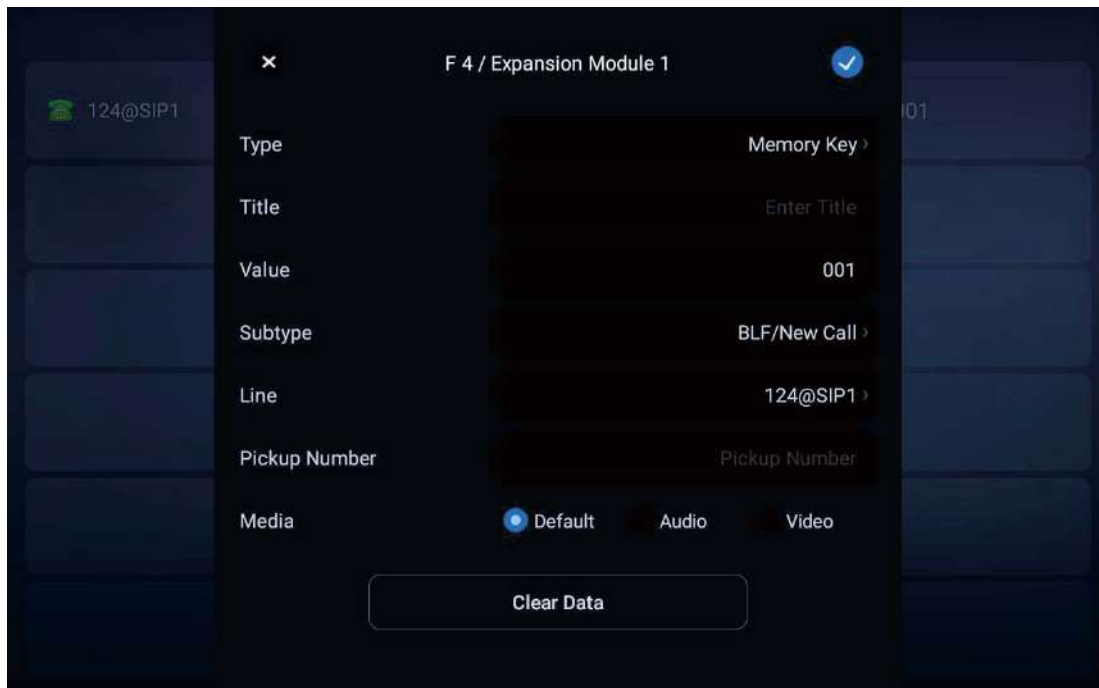 F 4 / Expansion Module 1
124@SIP1
001
Type
Memory Key
Title
Enter Title
Value
001
Subtype
BLF/New Call
Line
124@SIP1
Pickup Number
Pickup Number
Media
Default
Audio
Video
Clear Data